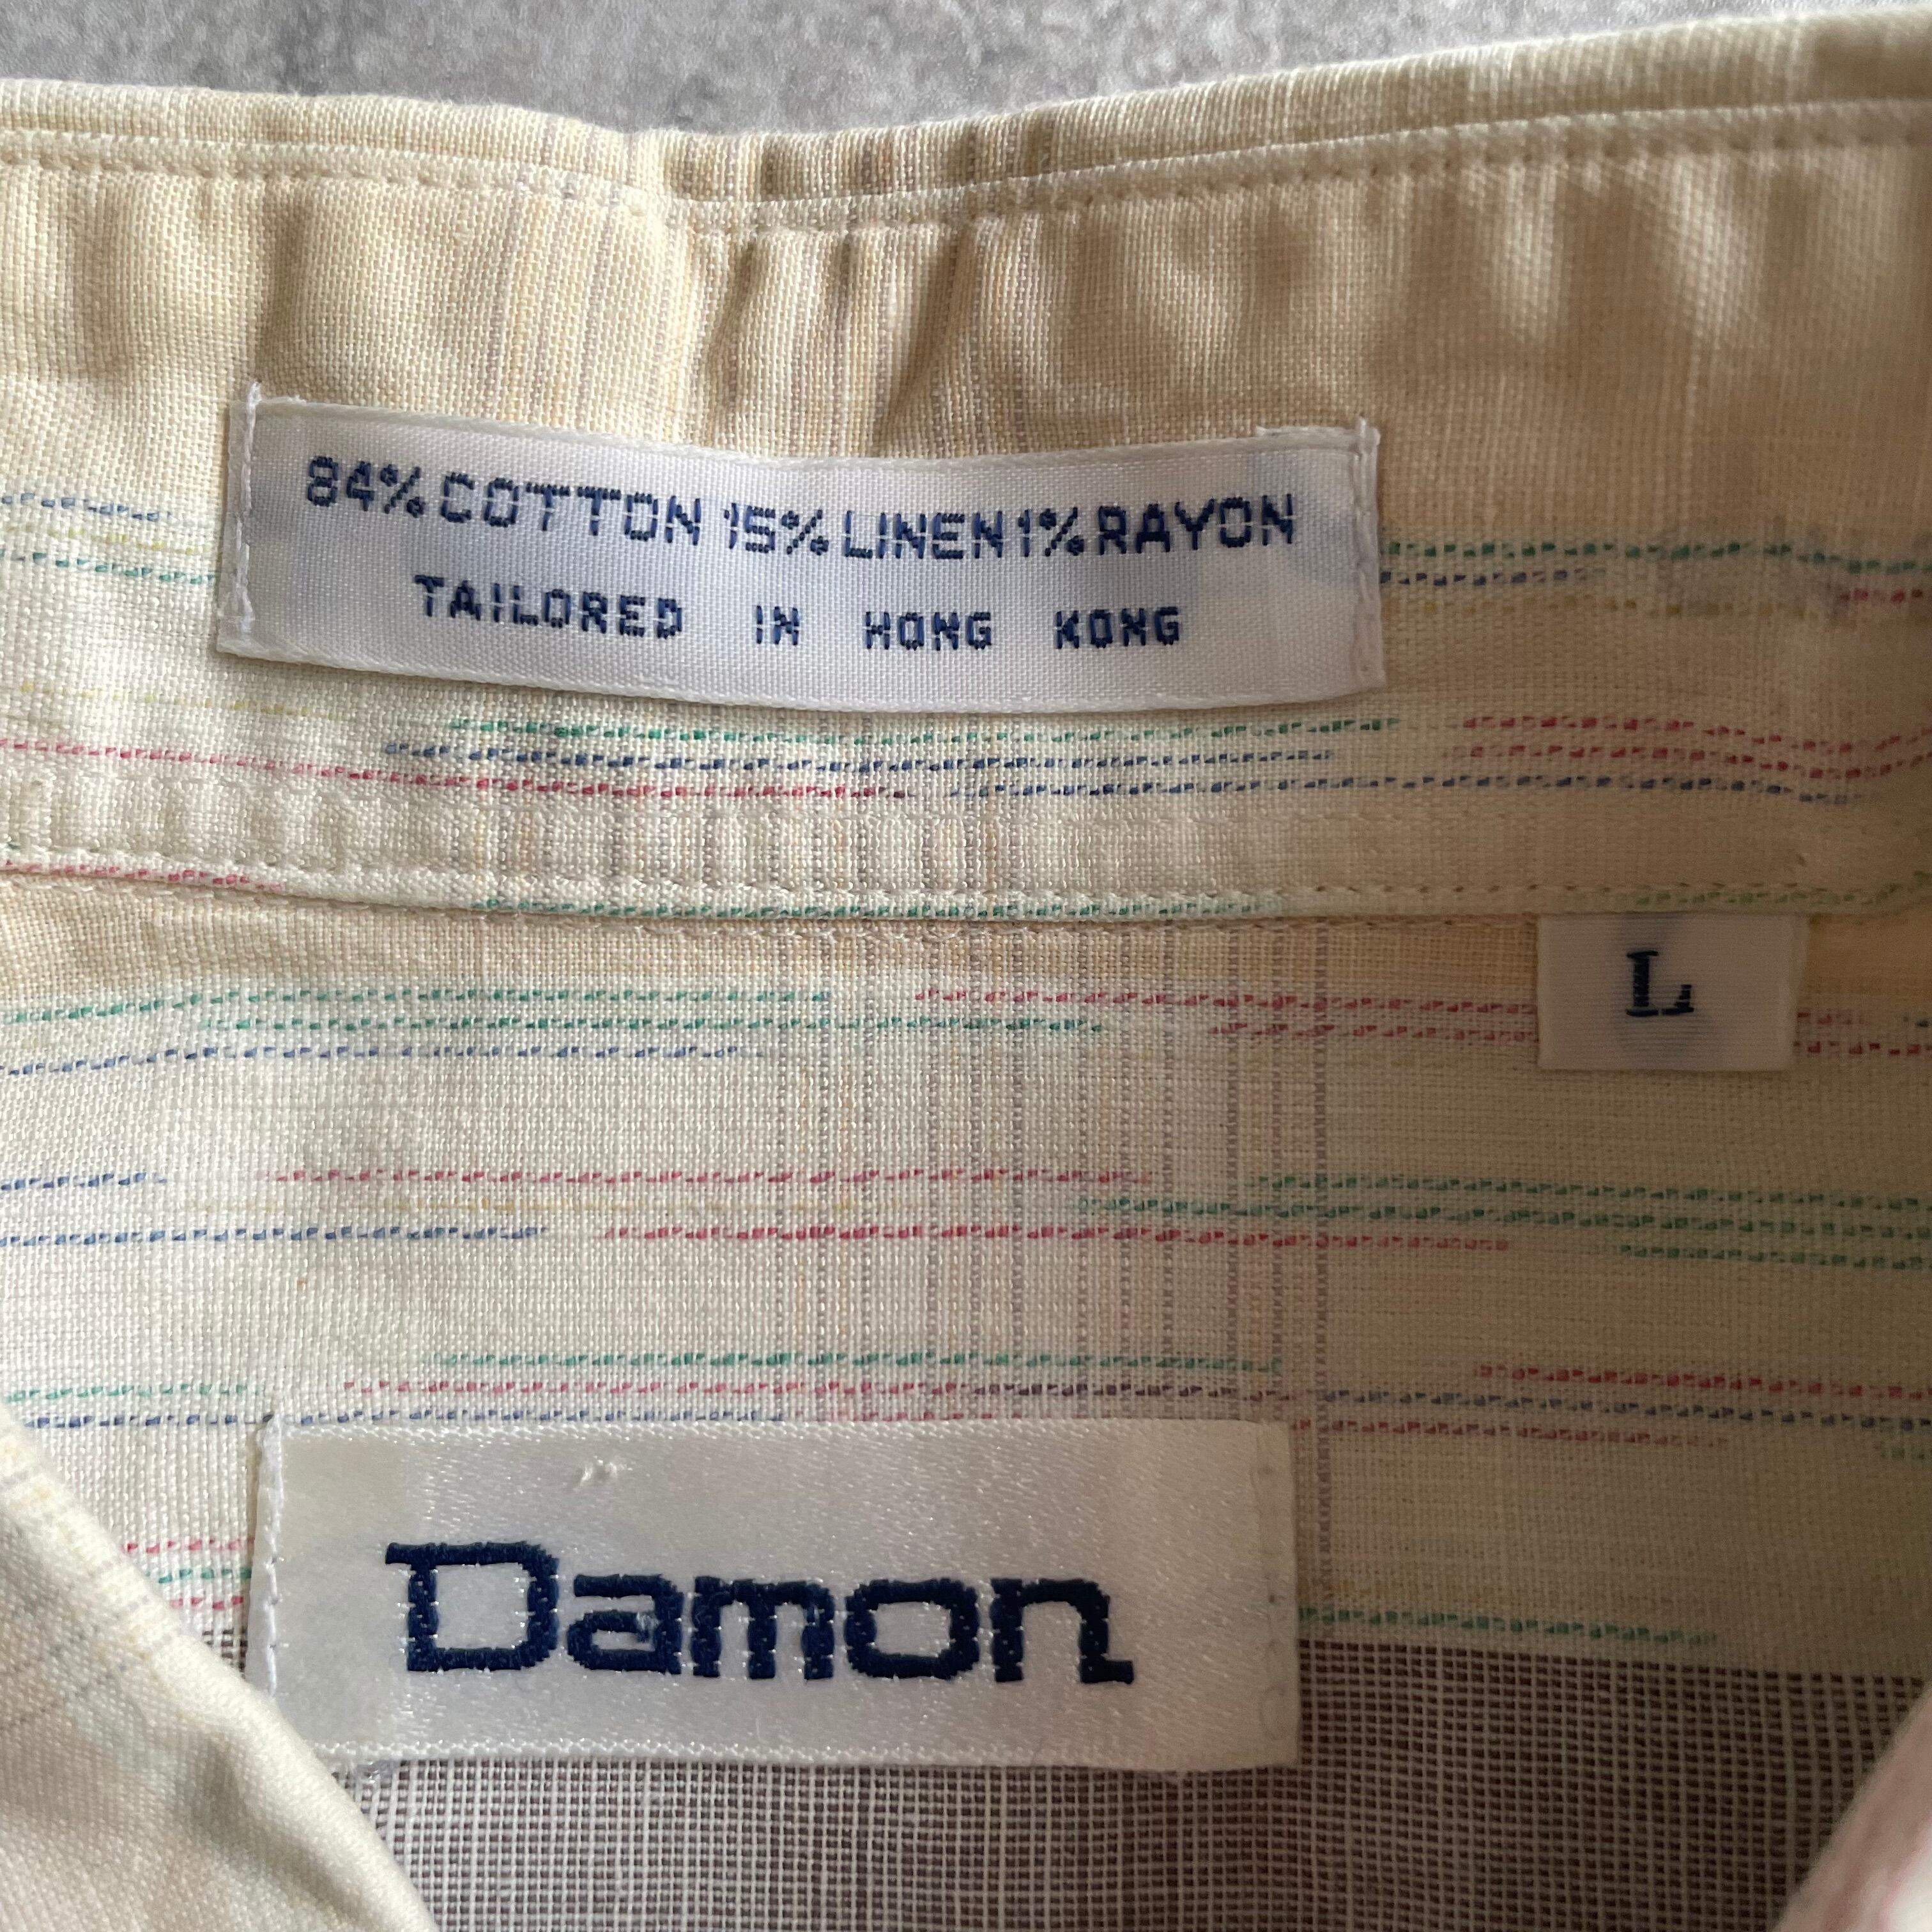 84% COTTON 15% LINEN 1% RAYON
TAILORED IN HONG KONG
L
Damon